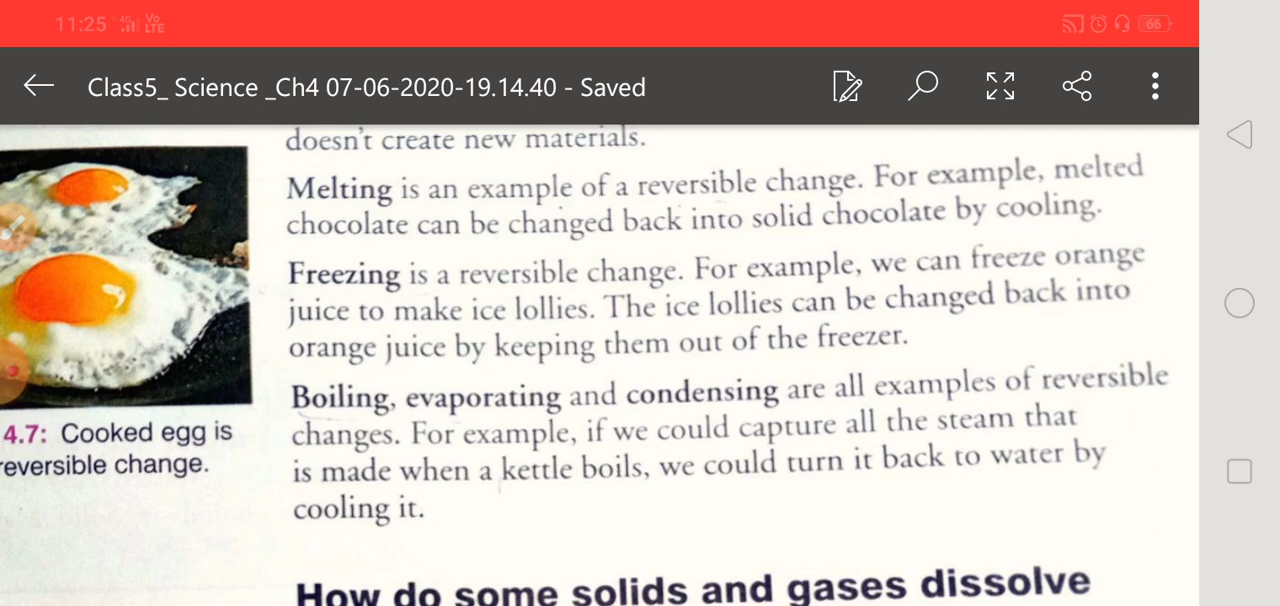 11:25 4G Vo LTE 66
Class5_ Science _Ch4 07-06-2020-19.14.40 - Saved
doesn't create new materials.
Melting is an example of a reversible change. For example, melted
chocolate can be changed back into solid chocolate by cooling.
Freezing is a reversible change. For example, we can freeze orange
juice to make ice lollies. The ice lollies can be changed back into
orange juice by keeping them out of the freezer.
Boiling, evaporating and condensing are all examples of reversible
changes. For example, if we could capture all the steam that
is made when a kettle boils, we could turn it back to water by
cooling it.
4.7: Cooked egg is
reversible change.
How do some solids and gases dissolve